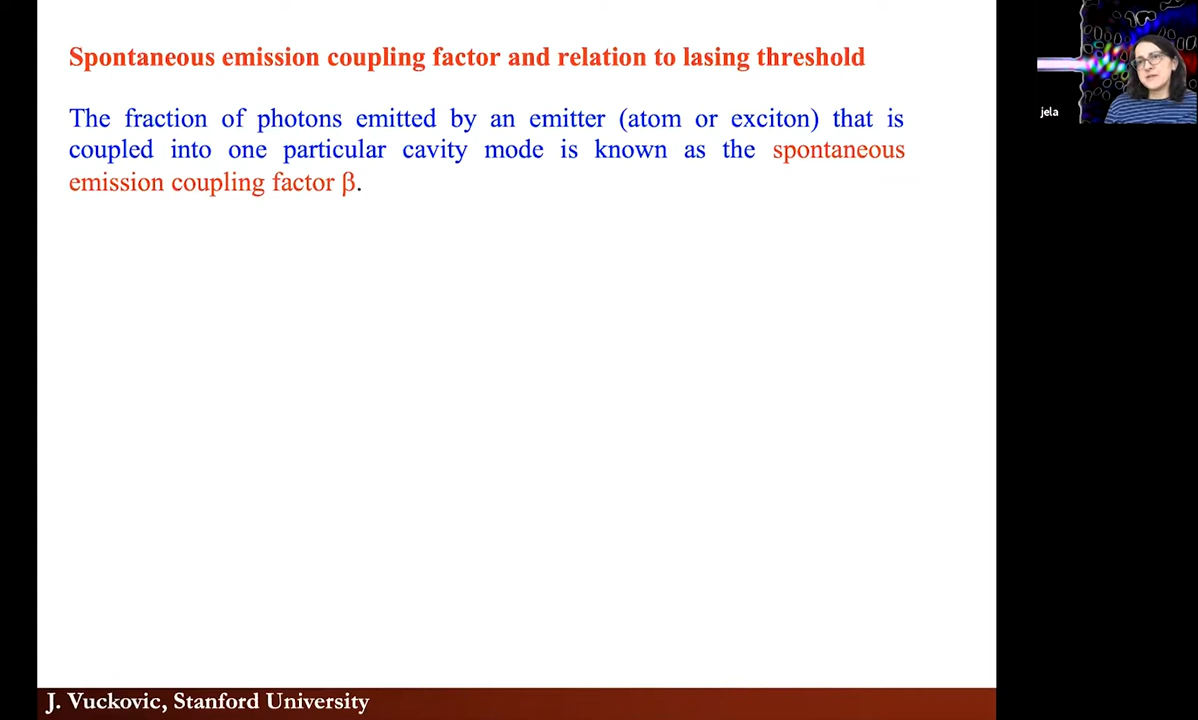 Spontaneous emission coupling factor and relation to lasing threshold
The fraction of photons emitted by an emitter (atom or exciton) that is
coupled into one particular cavity mode is known as the spontaneous
emission coupling factor β.
jela
J. Vuckovic, Stanford University